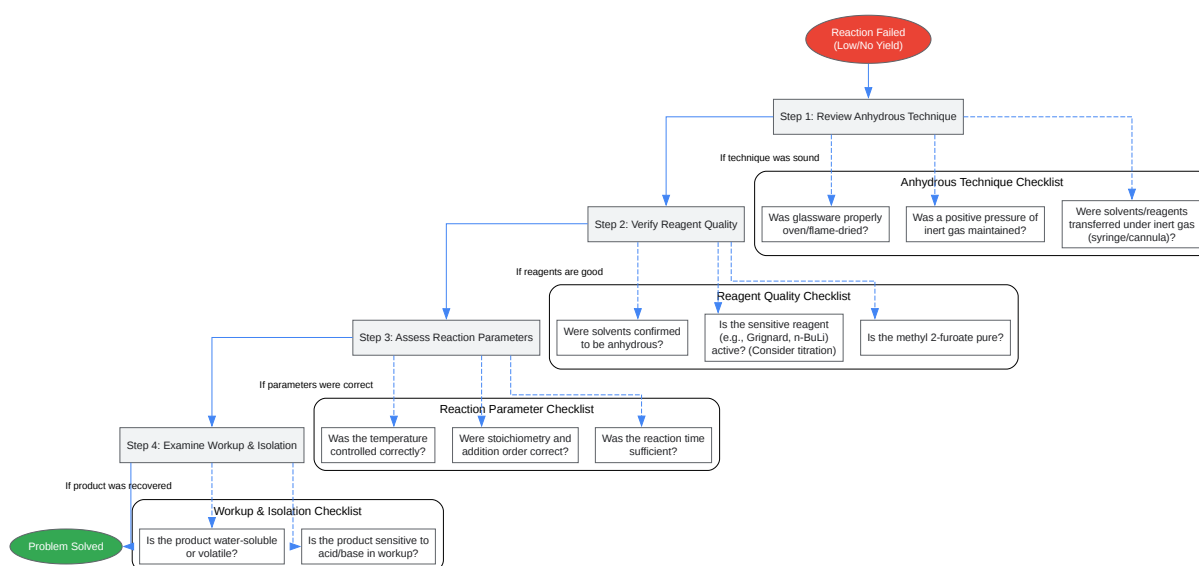 Reaction Failed
(Low/No Yield)
Step 1: Review Anhydrous Technique
If technique was sound
Anhydrous Technique Checklist
Was glassware properly
oven/flame-dried?
Was a positive pressure of
inert gas maintained?
Were solvents/reagents
transferred under inert gas
(syringe/cannula)?
Step 2: Verify Reagent Quality
If reagents are good
Reagent Quality Checklist
Were solvents confirmed
to be anhydrous?
Is the sensitive reagent
(e.g., Grignard, n-BuLi)
active? (Consider titration)
Is the methyl 2-furoate pure?
Step 3: Assess Reaction Parameters
If parameters were correct
Reaction Parameter Checklist
Was the temperature
controlled correctly?
Were stoichiometry and
addition order correct?
Was the reaction time
sufficient?
Step 4: Examine Workup & Isolation
If product was recovered
Workup & Isolation Checklist
Is the product water-soluble
or volatile?
Is the product sensitive to
acid/base in workup?
Problem Solved